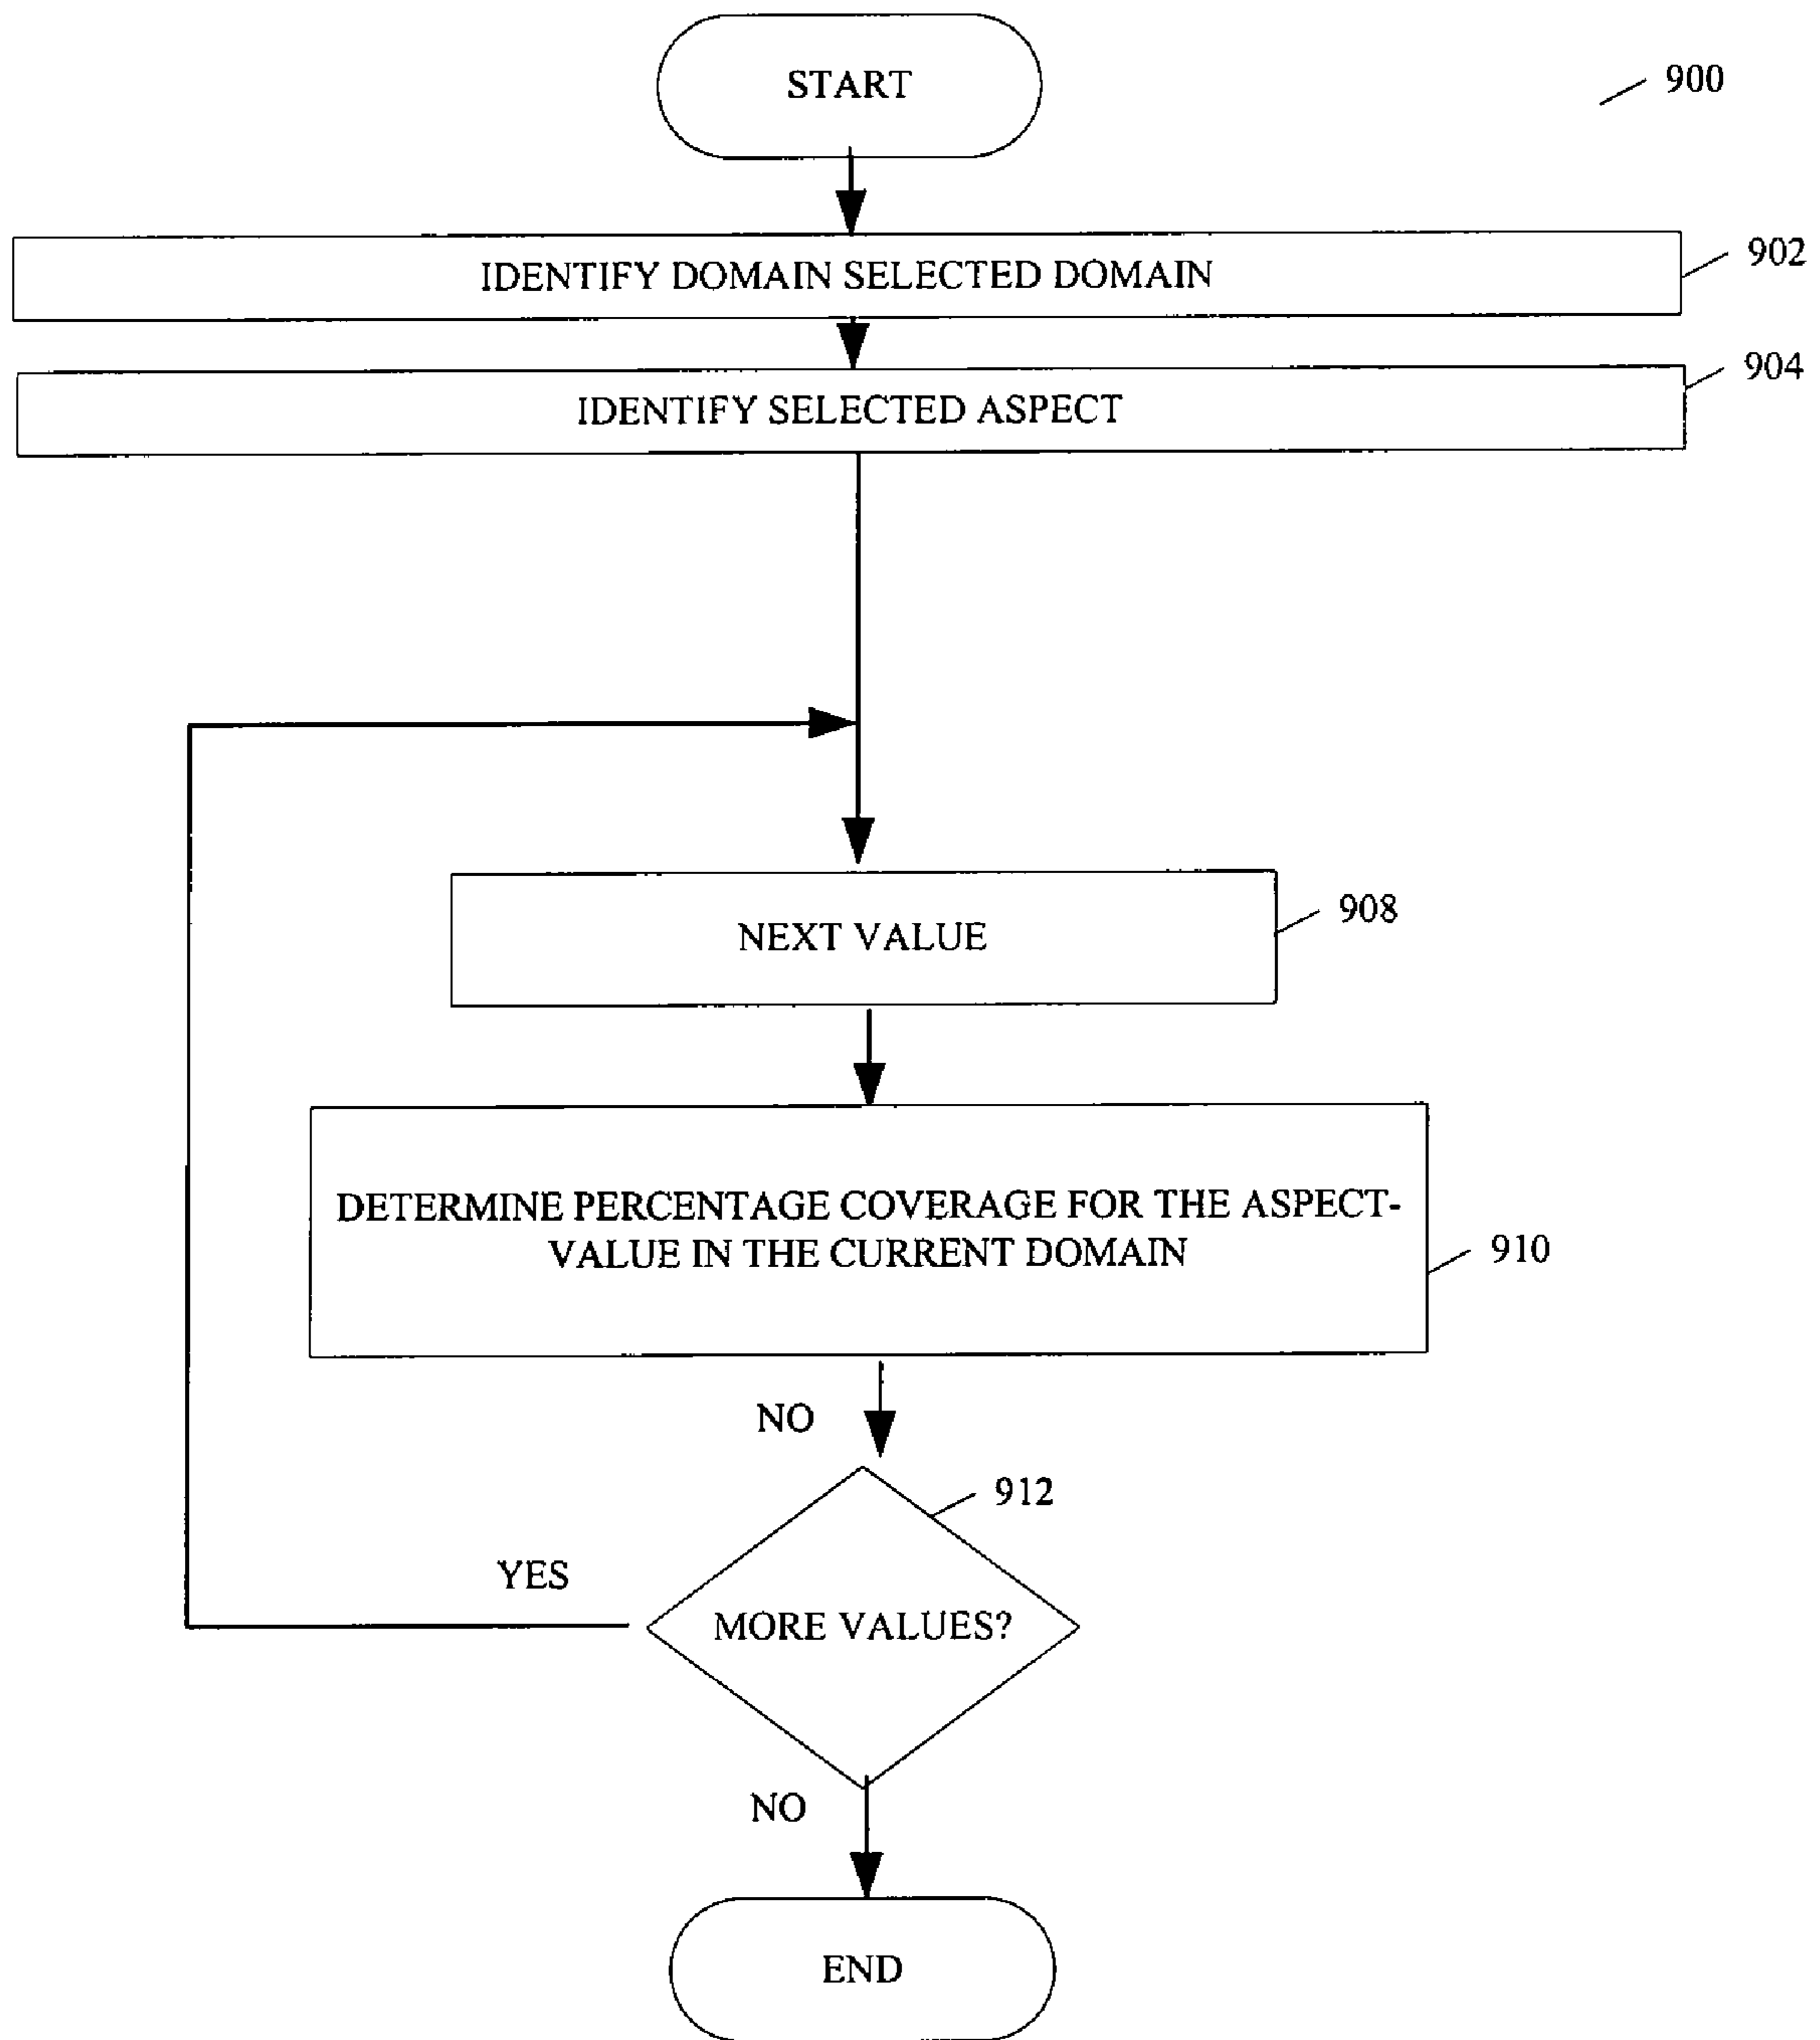 START
900
IDENTIFY DOMAIN SELECTED DOMAIN
902
IDENTIFY SELECTED ASPECT
904
NEXT VALUE
908
DETERMINE PERCENTAGE COVERAGE FOR THE ASPECT-
VALUE IN THE CURRENT DOMAIN
910
NO
912
YES
MORE VALUES?
NO
END